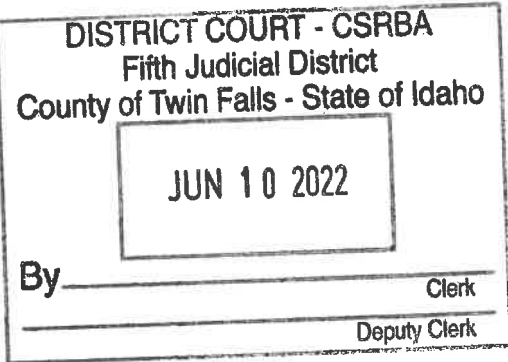 DISTRICT COURT - CSRBA
Fifth Judicial District
County of Twin Falls - State of Idaho
JUN 10 2022
By
Clerk
Deputy Clerk